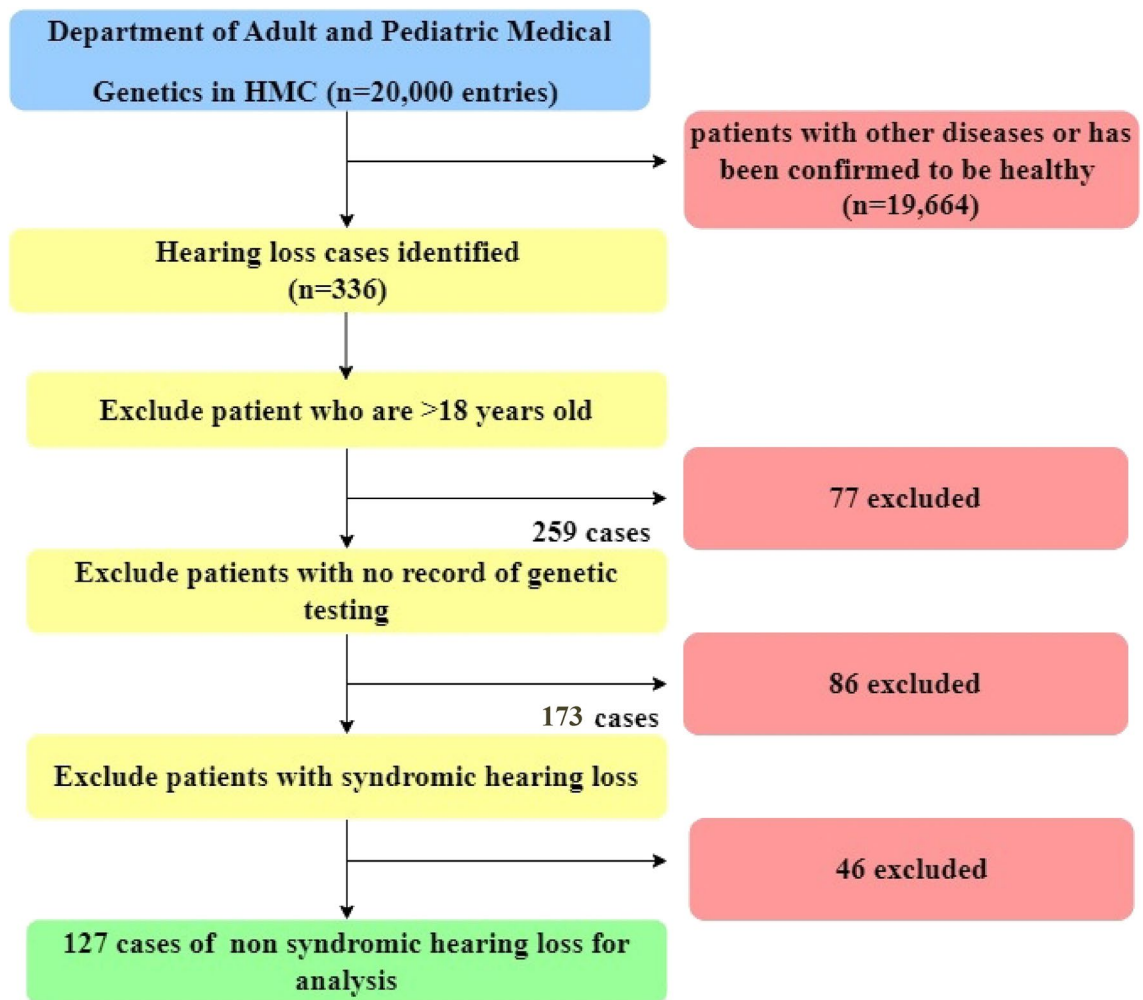 Department of Adult and Pediatric Medical
Genetics in HMC (n=20,000 entries)
patients with other diseases or has
been confirmed to be healthy
(n=19,664)
Hearing loss cases identified
(n=336)
Exclude patient who are >18 years old
77 excluded
259 cases
Exclude patients with no record of genetic
testing
86 excluded
173 cases
Exclude patients with syndromic hearing loss
46 excluded
127 cases of non syndromic hearing loss for
analysis